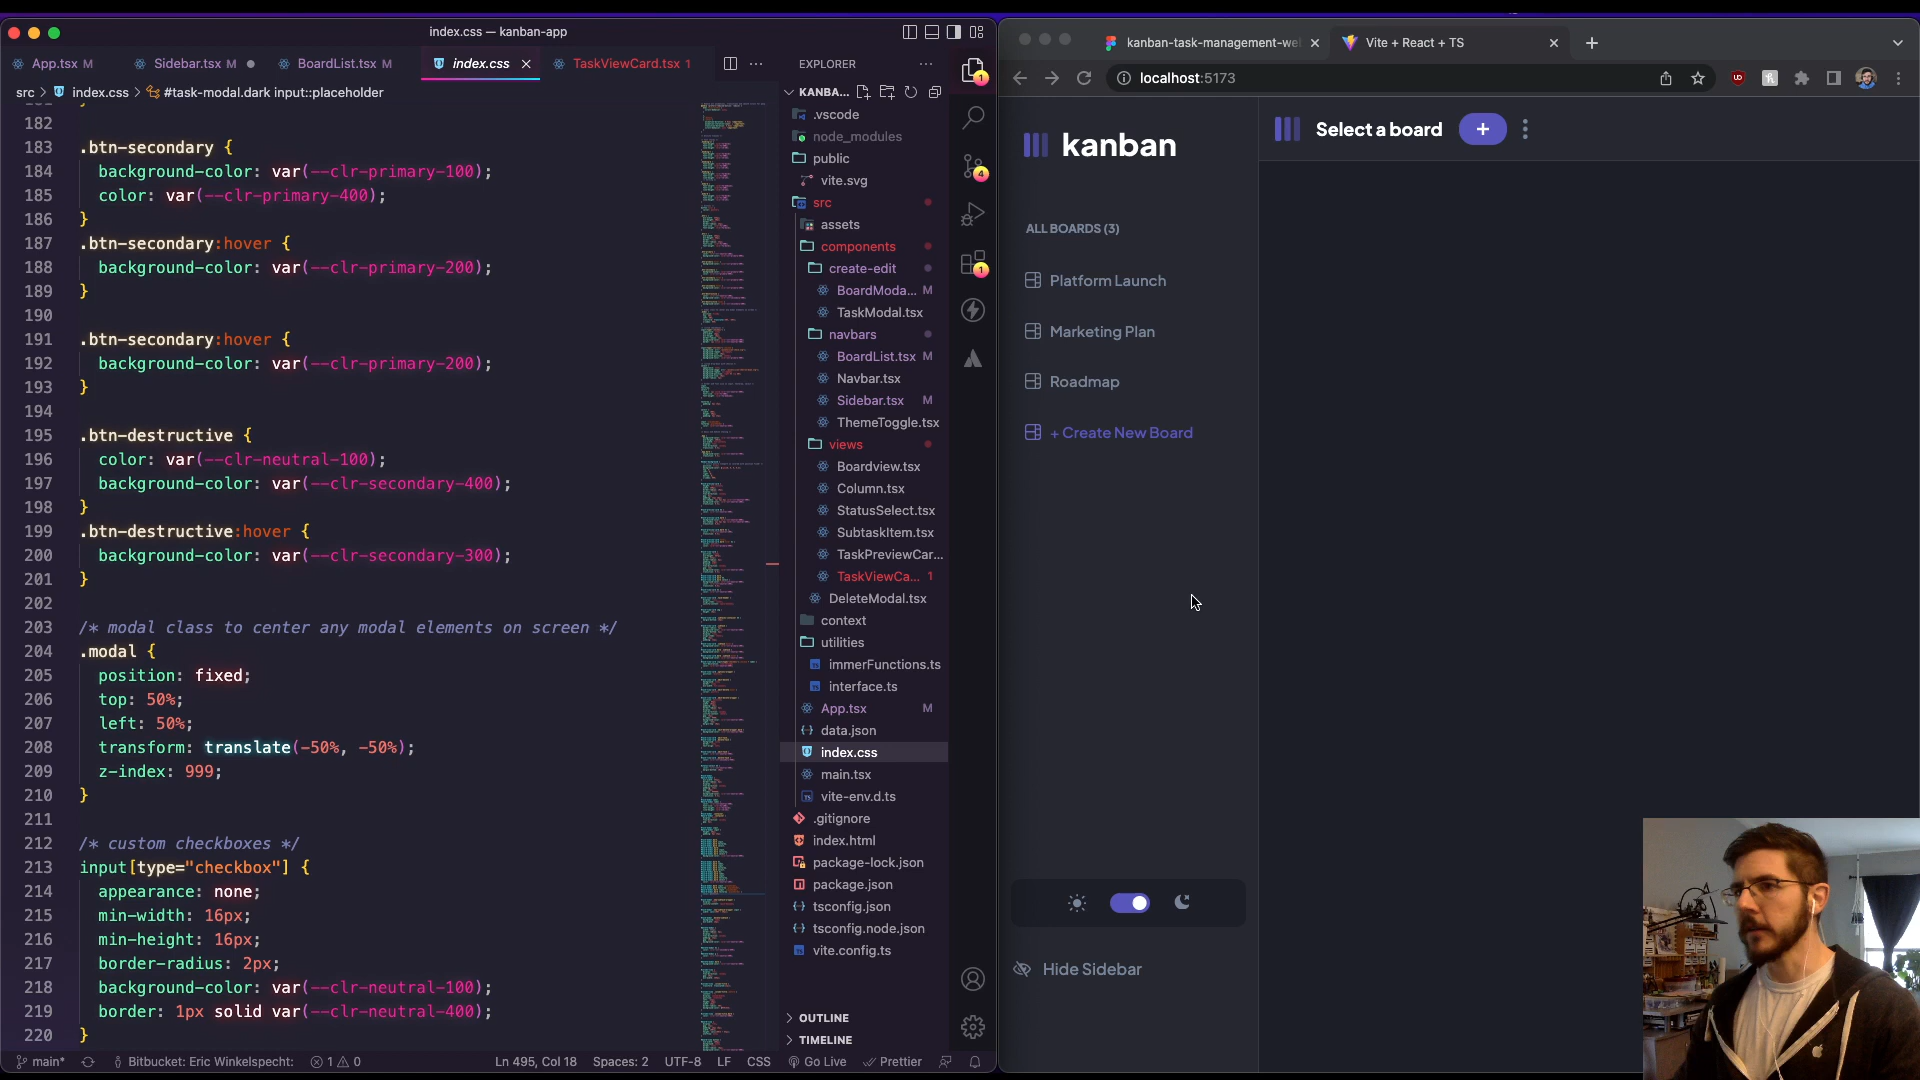 index.css — kanban-app
App.tsx M
Sidebar.tsx M
BoardList.tsx M
index.css
TaskViewCard.tsx 1
src > index.css > #task-modal.dark input::placeholder
182
183 .btn-secondary {
184 background-color: var(--clr-primary-100);
185 color: var(--clr-primary-400);
186 }
187 .btn-secondary:hover {
188 background-color: var(--clr-primary-200);
189 }
190
191 .btn-secondary:hover {
192 background-color: var(--clr-primary-200);
193 }
194
195 .btn-destructive {
196 color: var(--clr-neutral-100);
197 background-color: var(--clr-secondary-400);
198 }
199 .btn-destructive:hover {
200 background-color: var(--clr-secondary-300);
201 }
202
203 /* modal class to center any modal elements on screen */
204 .modal {
205 position: fixed;
206 top: 50%;
207 left: 50%;
208 transform: translate(-50%, -50%);
209 z-index: 999;
210 }
211
212 /* custom checkboxes */
213 input[type="checkbox"] {
214 appearance: none;
215 min-width: 16px;
216 min-height: 16px;
217 border-radius: 2px;
218 background-color: var(--clr-neutral-100);
219 border: 1px solid var(--clr-neutral-400);
220 }
EXPLORER
KANBA...
.vscode
node_modules
public
vite.svg
src
assets
components
create-edit
BoardModa... M
TaskModal.tsx
navbars
BoardList.tsx M
Navbar.tsx
Sidebar.tsx M
ThemeToggle.tsx
views
Boardview.tsx
Column.tsx
StatusSelect.tsx
SubtaskItem.tsx
TaskPreviewCar...
TaskViewCa... 1
DeleteModal.tsx
context
utilities
immerFunctions.ts
interface.ts
App.tsx M
data.json
index.css
main.tsx
vite-env.d.ts
.gitignore
index.html
package-lock.json
package.json
tsconfig.json
tsconfig.node.json
vite.config.ts
OUTLINE
TIMELINE
1
4
1
main*
Bitbucket: Eric Winkelspecht:
1 0
Ln 495, Col 18
Spaces: 2
UTF-8
LF
CSS
Go Live
Prettier
kanban-task-management-we
Vite + React + TS
localhost:5173
kanban
Select a board
+
ALL BOARDS (3)
Platform Launch
Marketing Plan
Roadmap
+ Create New Board
Hide Sidebar